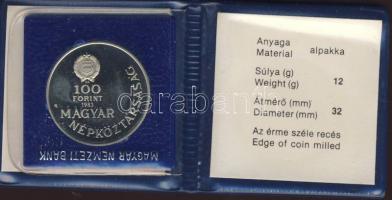 100
FORINT
1983
MAGYAR
NÉPKÖZTÁRSASÁG
MAGYAR NEMZETI BANK
Anyaga
Material alpakka
Súlya (g)
Weight (g) 12
Átmérő (mm)
Diameter (mm) 32
Az érme széle recés
Edge of coin milled